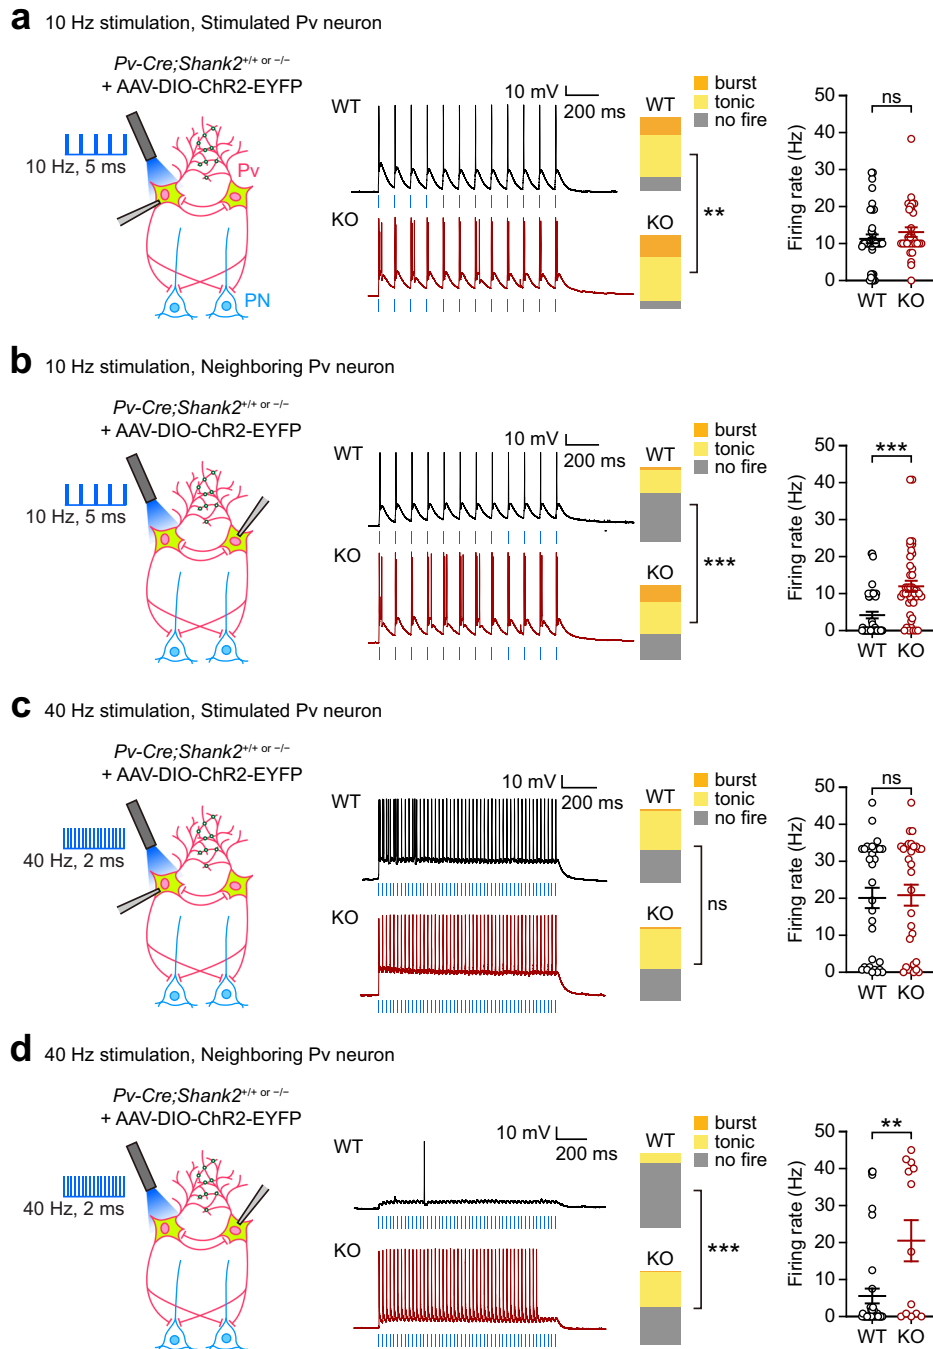 a 10 Hz stimulation, Stimulated Pv neuron
Pv-Cre;Shank2+/+ or −/−
+ AAV-DIO-ChR2-EYFP
10 Hz, 5 ms
Pv
PN
WT
KO
10 mV
200 ms
burst
tonic
no fire
WT
KO
**
ns
Firing rate (Hz)
50
40
30
20
10
0
WT KO
b 10 Hz stimulation, Neighboring Pv neuron
Pv-Cre;Shank2+/+ or −/−
+ AAV-DIO-ChR2-EYFP
10 Hz, 5 ms
WT
KO
10 mV
200 ms
burst
tonic
no fire
WT
KO
***
***
Firing rate (Hz)
50
40
30
20
10
0
WT KO
c 40 Hz stimulation, Stimulated Pv neuron
Pv-Cre;Shank2+/+ or −/−
+ AAV-DIO-ChR2-EYFP
40 Hz, 2 ms
WT
KO
10 mV
200 ms
burst
tonic
no fire
WT
KO
ns
ns
Firing rate (Hz)
50
40
30
20
10
0
WT KO
d 40 Hz stimulation, Neighboring Pv neuron
Pv-Cre;Shank2+/+ or −/−
+ AAV-DIO-ChR2-EYFP
40 Hz, 2 ms
WT
KO
10 mV
200 ms
burst
tonic
no fire
WT
KO
***
**
Firing rate (Hz)
50
40
30
20
10
0
WT KO